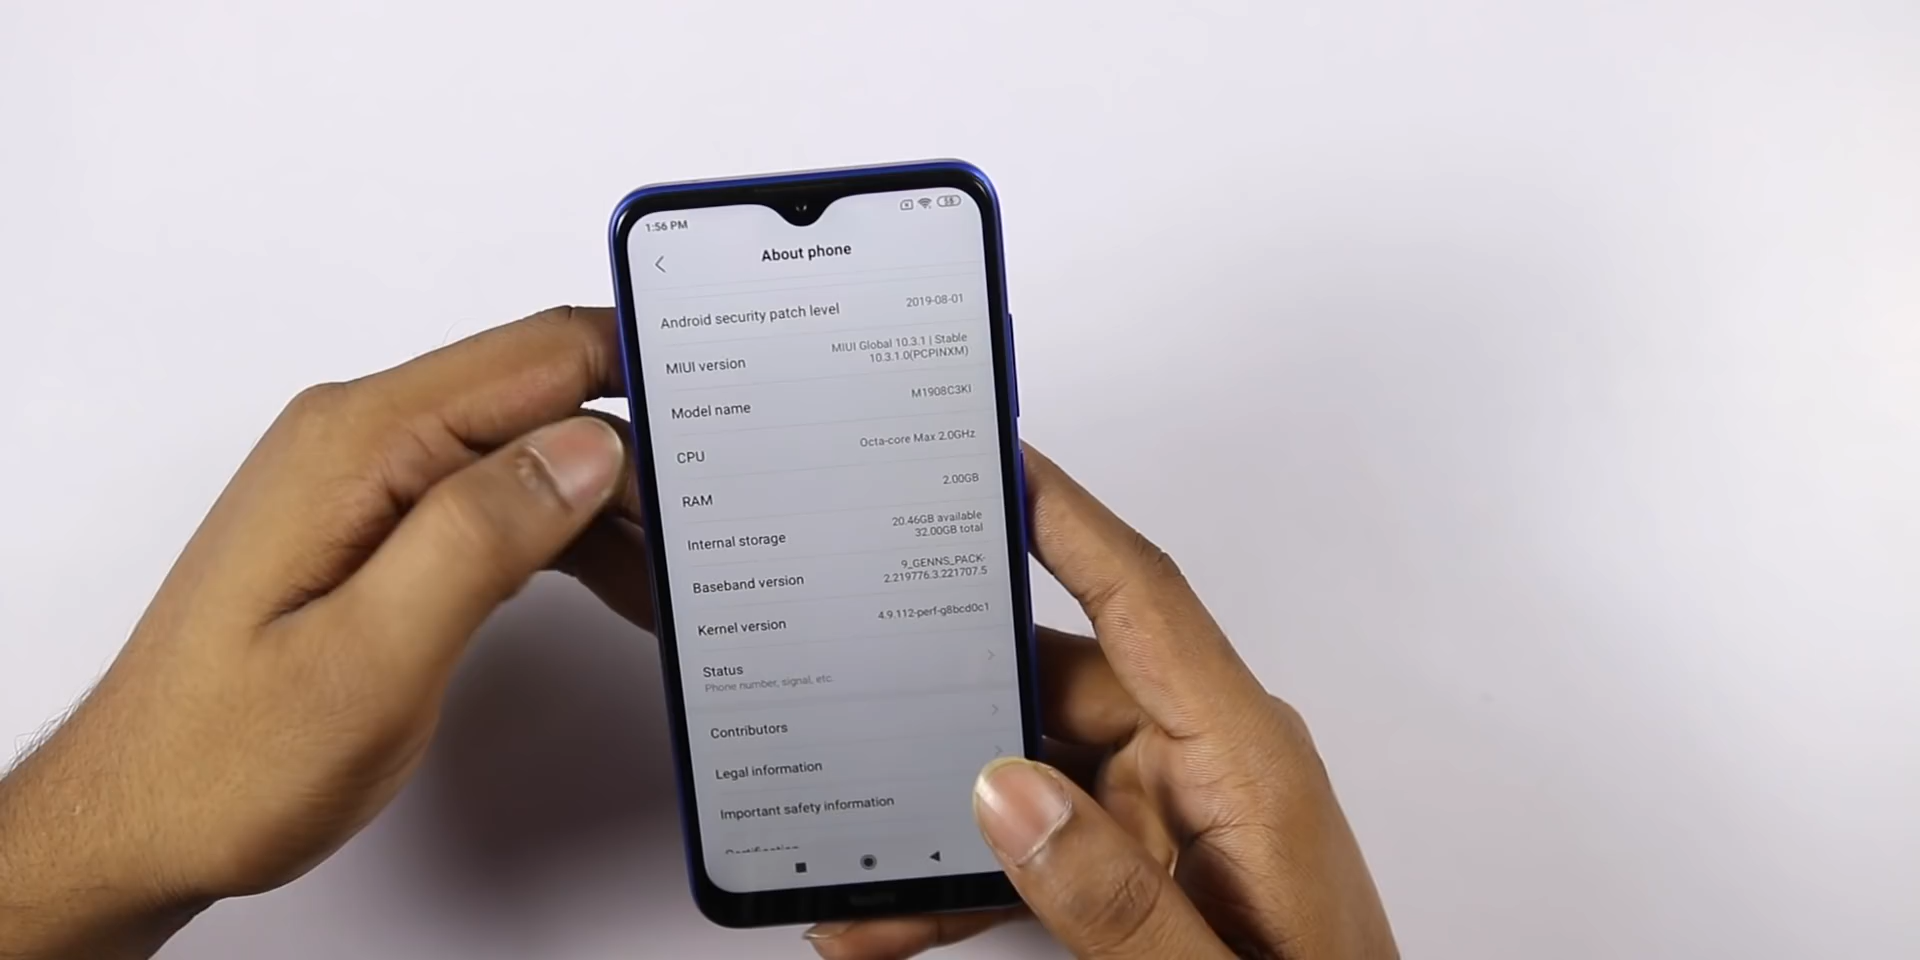 1:56 PM
58
About phone
Android security patch level
2019-08-01
MIUI version
MIUI Global 10.3.1 | Stable
10.3.1.0(PCPINXM)
Model name
M1908C3KI
CPU
Octa-core Max 2.0GHz
RAM
2.00GB
Internal storage
20.46GB available
32.00GB total
Baseband version
9_GENNS_PACK-
2.219776.3.221707.5
Kernel version
4.9.112-perf-g8bcd0c1
Status
Phone number, signal, etc.
Contributors
Legal information
Important safety information
Certification